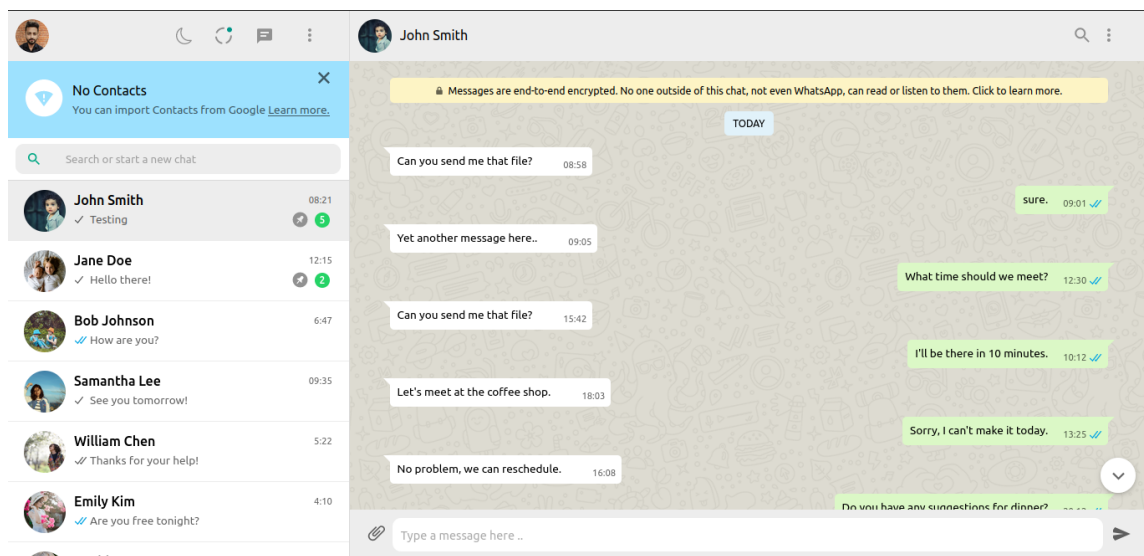 No Contacts
You can import Contacts from Google Learn more.
Search or start a new chat
John Smith 08:21
Testing 5
Jane Doe 12:15
Hello there! 2
Bob Johnson 6:47
How are you?
Samantha Lee 09:35
See you tomorrow!
William Chen 5:22
Thanks for your help!
Emily Kim 4:10
Are you free tonight?
John Smith
Messages are end-to-end encrypted. No one outside of this chat, not even WhatsApp, can read or listen to them. Click to learn more.
TODAY
Can you send me that file? 08:58
sure. 09:01
Yet another message here.. 09:05
What time should we meet? 12:30
Can you send me that file? 15:42
I'll be there in 10 minutes. 10:12
Let's meet at the coffee shop. 18:03
Sorry, I can't make it today. 13:25
No problem, we can reschedule. 16:08
Do you have any suggestions for dinner?
Type a message here ..